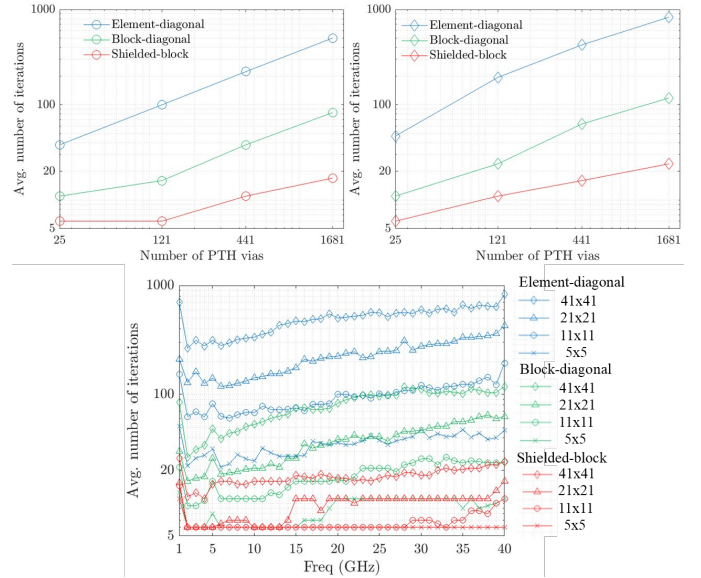 1000
100
20
5
Avg. number of iterations
Element-diagonal
Block-diagonal
Shielded-block
25 121 441 1681
Number of PTH vias
1000
100
20
5
Avg. number of iterations
Element-diagonal
Block-diagonal
Shielded-block
25 121 441 1681
Number of PTH vias
1000
100
20
5
Avg. number of iterations
1 5 10 15 20 25 30 35 40
Freq (GHz)
Element-diagonal
41x41
21x21
11x11
5x5
Block-diagonal
41x41
21x21
11x11
5x5
Shielded-block
41x41
21x21
11x11
5x5